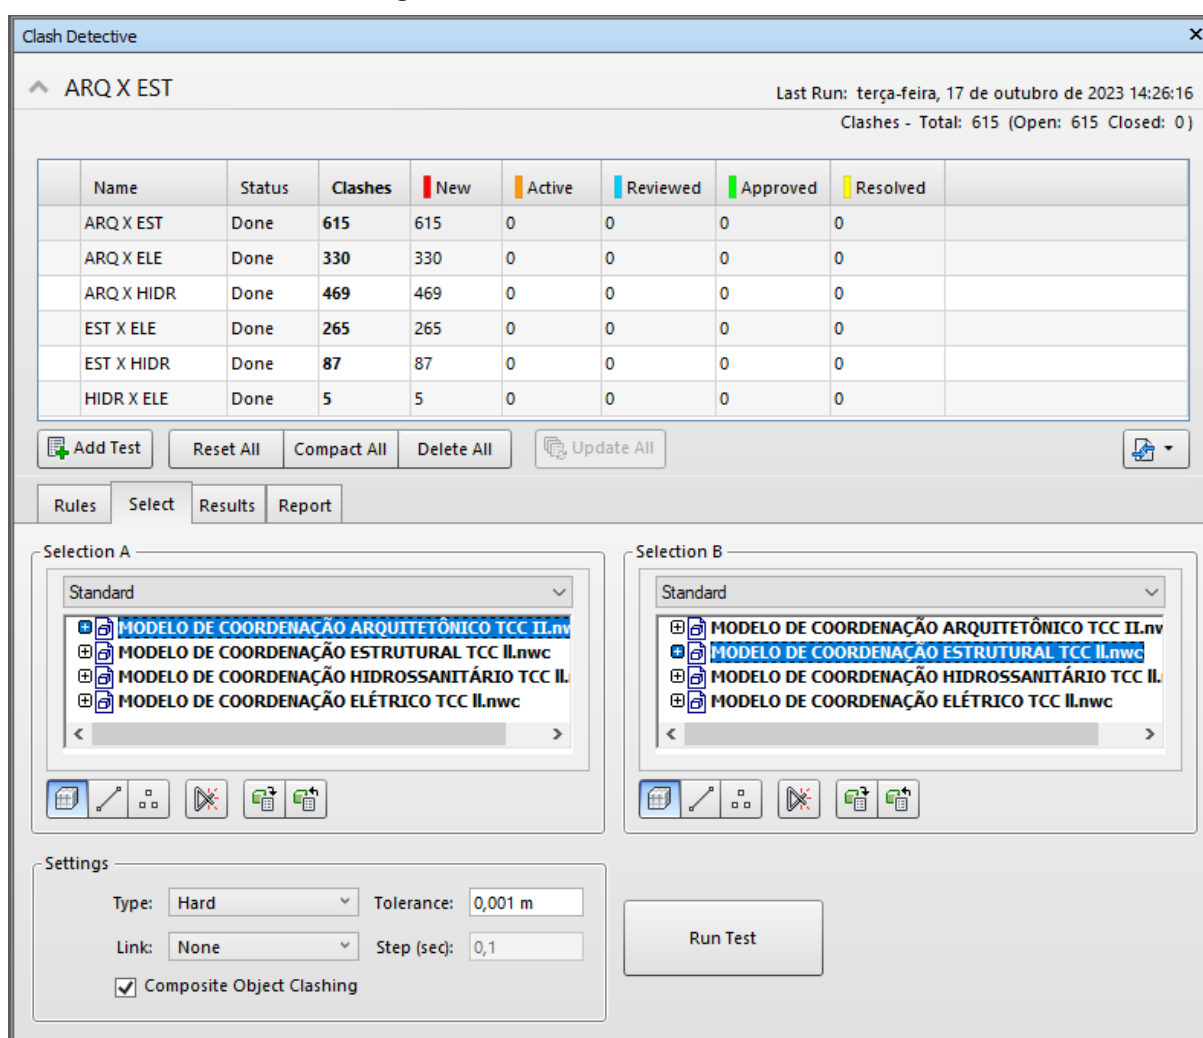 Clash Detective
ARQ X EST
Last Run: terça-feira, 17 de outubro de 2023 14:26:16
Clashes - Total: 615 (Open: 615 Closed: 0)
Name Status Clashes New Active Reviewed Approved Resolved
ARQ X EST Done 615 615 0 0 0 0
ARQ X ELE Done 330 330 0 0 0 0
ARQ X HIDR Done 469 469 0 0 0 0
EST X ELE Done 265 265 0 0 0 0
EST X HIDR Done 87 87 0 0 0 0
HIDR X ELE Done 5 5 0 0 0 0
Add Test Reset All Compact All Delete All Update All
Rules Select Results Report
Selection A
Standard
MODELO DE COORDENAÇÃO ARQUITETÔNICO TCC II.nw
MODELO DE COORDENAÇÃO ESTRUTURAL TCC ll.nwc
MODELO DE COORDENAÇÃO HIDROSSANITÁRIO TCC ll.
MODELO DE COORDENAÇÃO ELÉTRICO TCC ll.nwc
Selection B
Standard
MODELO DE COORDENAÇÃO ARQUITETÔNICO TCC II.nw
MODELO DE COORDENAÇÃO ESTRUTURAL TCC ll.nwc
MODELO DE COORDENAÇÃO HIDROSSANITÁRIO TCC ll.
MODELO DE COORDENAÇÃO ELÉTRICO TCC ll.nwc
Settings
Type: Hard Tolerance: 0,001 m
Link: None Step (sec): 0,1
Composite Object Clashing
Run Test